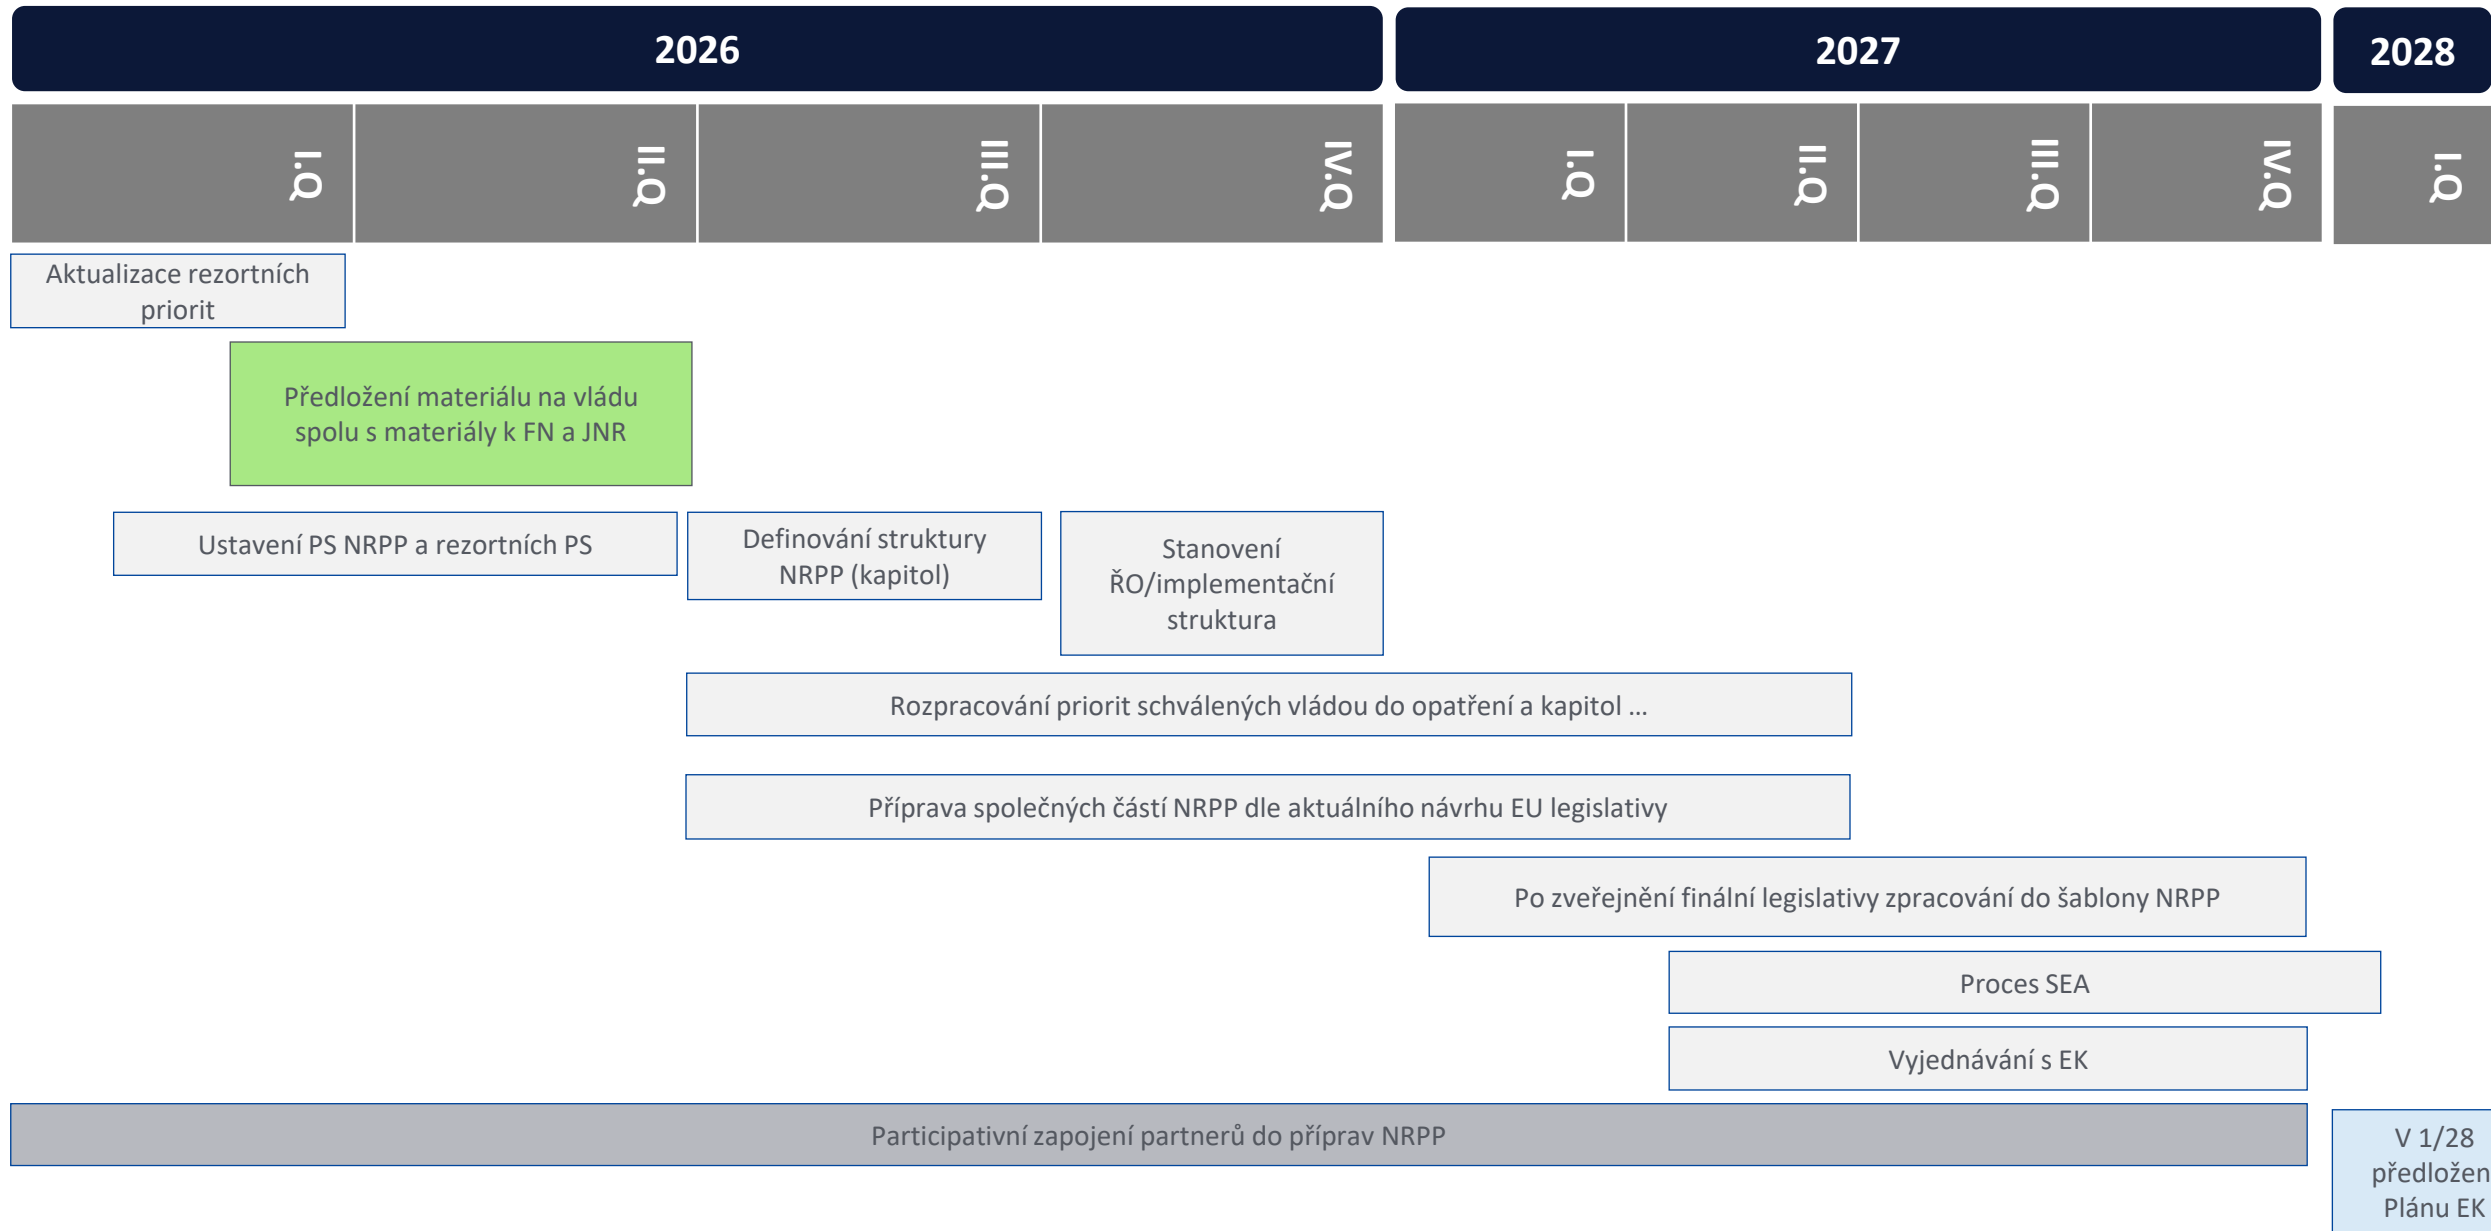 2026
2027
2028
I.Q
II.Q
III.Q
IV.Q
I.Q
II.Q
III.Q
IV.Q
I.Q
Aktualizace rezortních
priorit
Předložení materiálu na vládu
spolu s materiály k FN a JNR
Ustavení PS NRPP a rezortních PS
Definování struktury
NRPP (kapitol)
Stanovení
ŘO/implementační
struktura
Rozpracování priorit schválených vládou do opatření a kapitol ...
Příprava společných částí NRPP dle aktuálního návrhu EU legislativy
Po zveřejnění finální legislativy zpracování do šablony NRPP
Proces SEA
Vyjednávání s EK
Participativní zapojení partnerů do příprav NRPP
V 1/28
předložen
Plánu EK